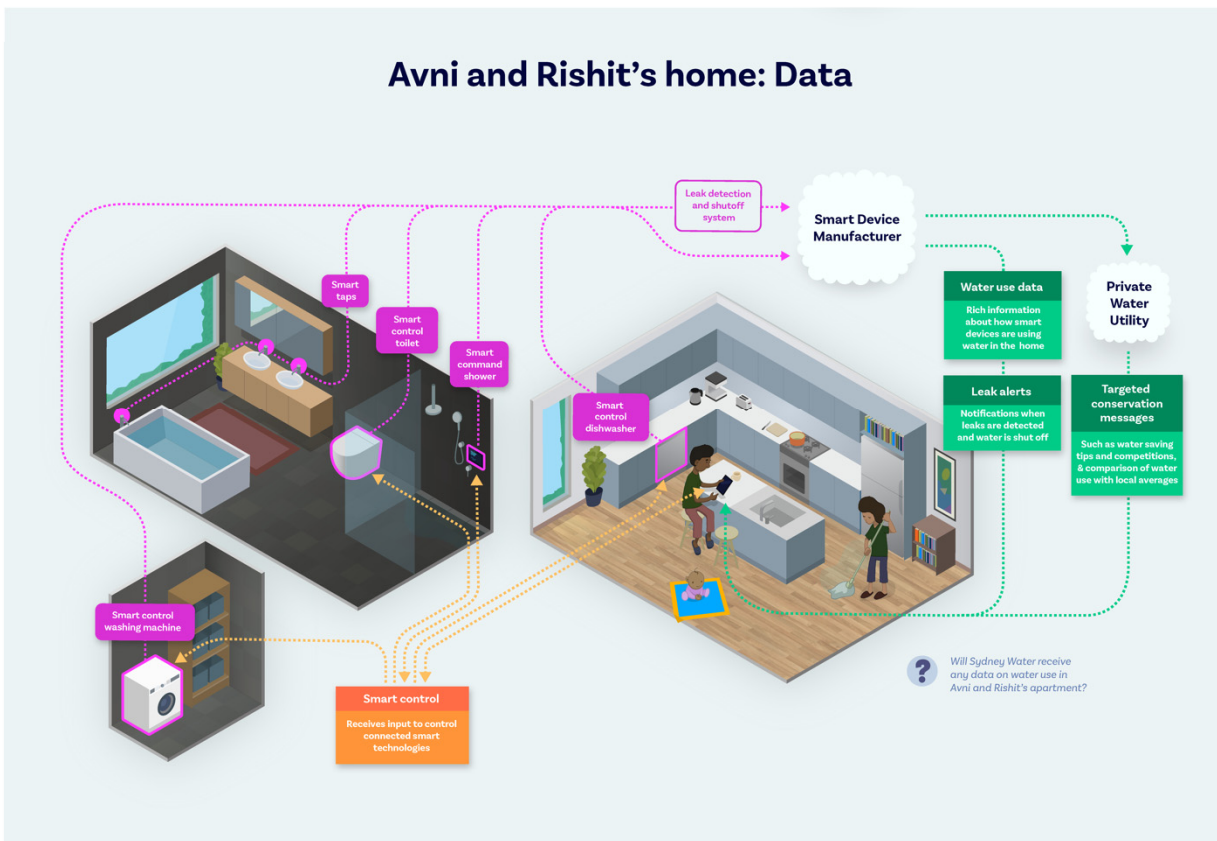 Avni and Rishit's home: Data
Leak detection
and shutoff
system
Smart Device
Manufacturer
Smart
taps
Smart
control
toilet
Smart
command
shower
Smart
control
dishwasher
Water use data
Rich information
about how smart
devices are using
water in the home
Private
Water
Utility
Leak alerts
Notifications when
leaks are detected
and water is shut off
Targeted
conservation
messages
Such as water saving
tips and competitions,
& comparison of water
use with local averages
Smart control
washing machine
Smart control
Receives input to control
connected smart
technologies
?
Will Sydney Water receive
any data on water use in
Avni and Rishit's apartment?